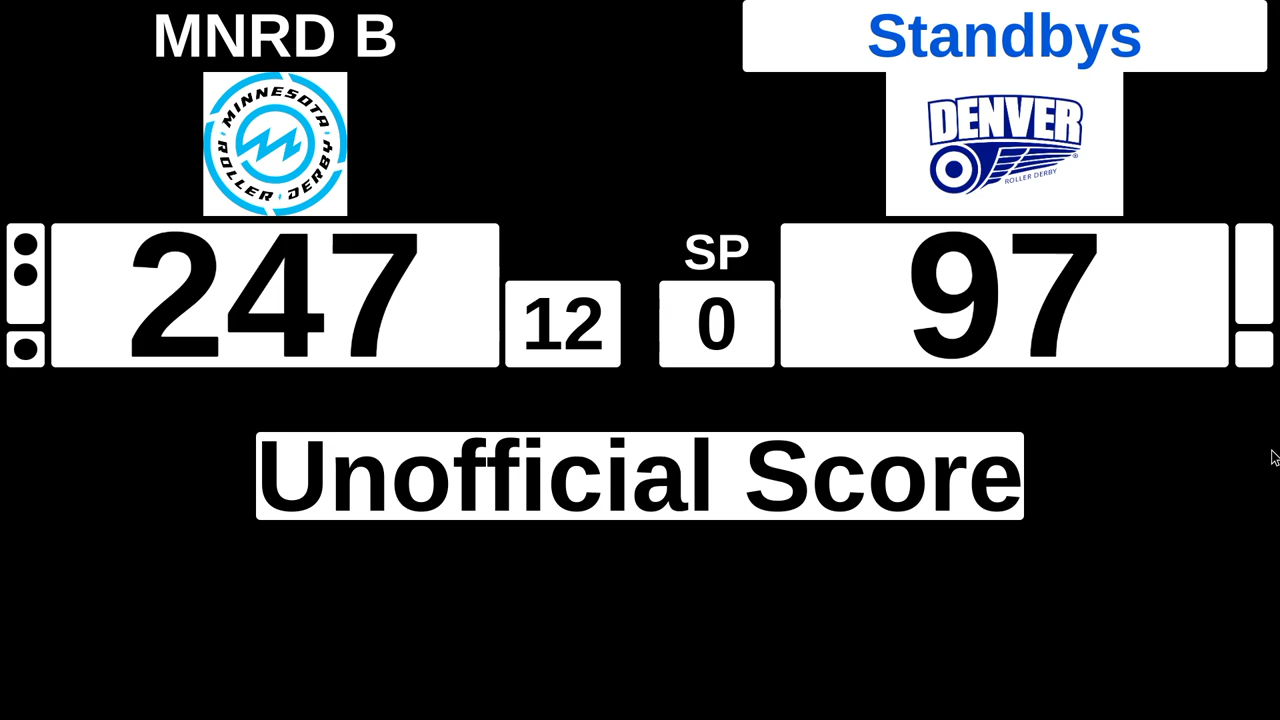 MNRD B
Standbys
MINNESOTA
ROLLER DERBY
DENVER
ROLLER DERBY
®
247
12
SP
0
97
Unofficial Score